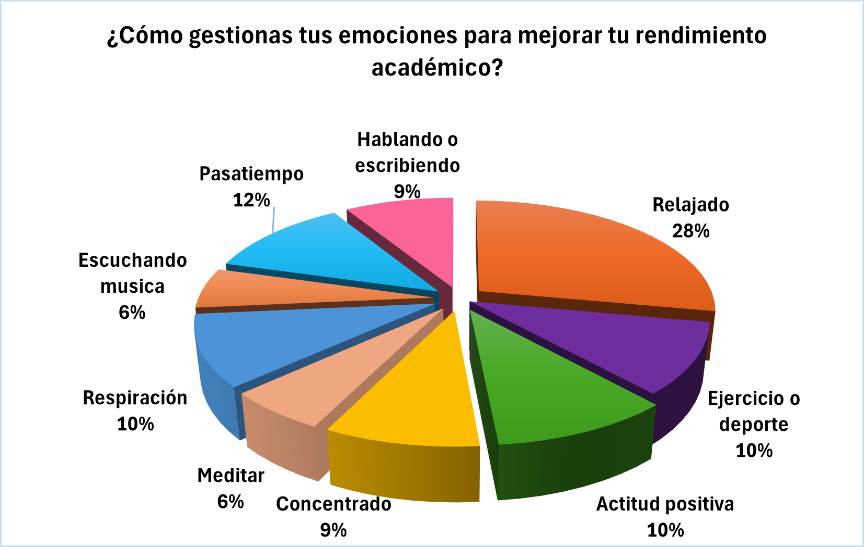 ¿Cómo gestionas tus emociones para mejorar tu rendimiento
académico?
Hablando o
escribiendo
9%
Pasatiempo
12%
Relajado
28%
Escuchando
musica
6%
Respiración
10%
Ejercicio o
deporte
10%
Meditar
6%
Concentrado
9%
Actitud positiva
10%